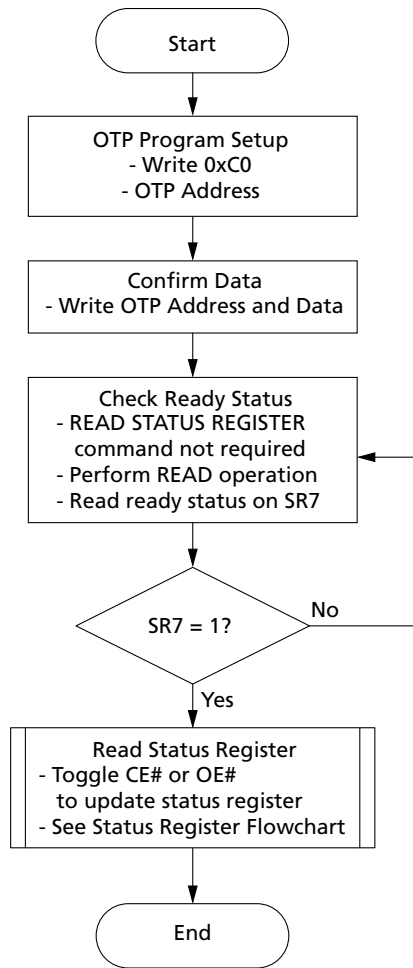 Start
OTP Program Setup
- Write 0xC0
- OTP Address
Confirm Data
- Write OTP Address and Data
Check Ready Status
- READ STATUS REGISTER
command not required
- Perform READ operation
- Read ready status on SR7
SR7 = 1?
No
Yes
Read Status Register
- Toggle CE# or OE#
to update status register
- See Status Register Flowchart
End